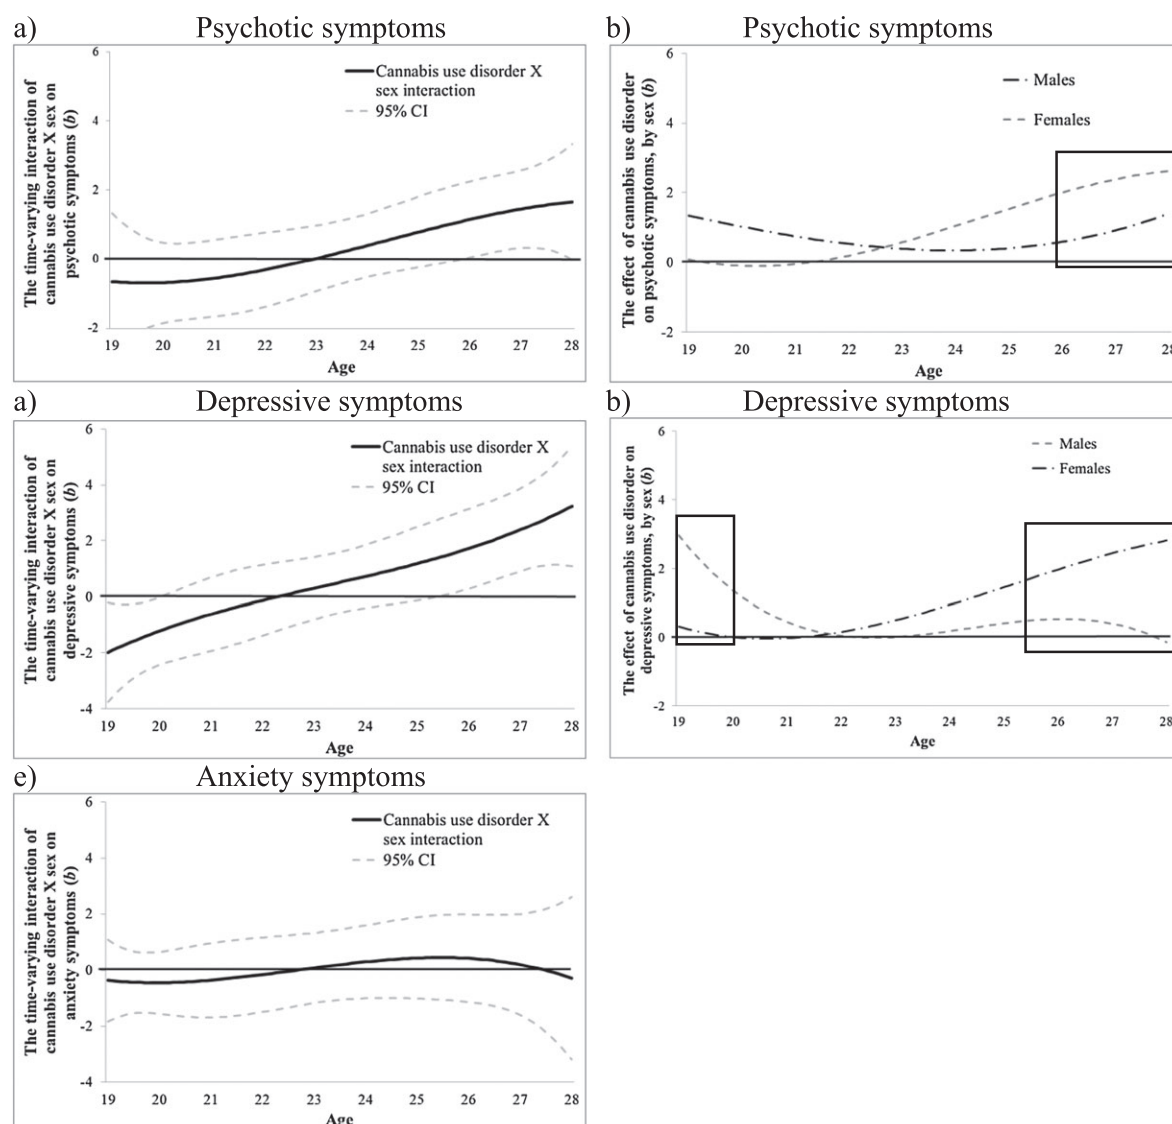 a) Psychotic symptoms
The time-varying interaction of
cannabis use disorder X sex on
psychotic symptoms (b)
6
4
2
0
-2
Cannabis use disorder X
sex interaction
95% CI
19 20 21 22 23 24 25 26 27 28
Age
b) Psychotic symptoms
The effect of cannabis use disorder
on psychotic symptoms, by sex (b)
6
4
2
0
-2
Males
Females
19 20 21 22 23 24 25 26 27 28
Age
a) Depressive symptoms
The time-varying interaction of
cannabis use disorder X sex on
depressive symptoms (b)
6
4
2
0
-2
-4
Cannabis use disorder X
sex interaction
95% CI
19 20 21 22 23 24 25 26 27 28
Age
b) Depressive symptoms
The effect of cannabis use disorder on
depressive symptoms, by sex (b)
6
4
2
0
-2
Males
Females
19 20 21 22 23 24 25 26 27 28
Age
e) Anxiety symptoms
The time-varying interaction of
cannabis use disorder X sex on
anxiety symptoms (b)
6
4
2
0
-2
-4
Cannabis use disorder X
sex interaction
95% CI
19 20 21 22 23 24 25 26 27 28
Age